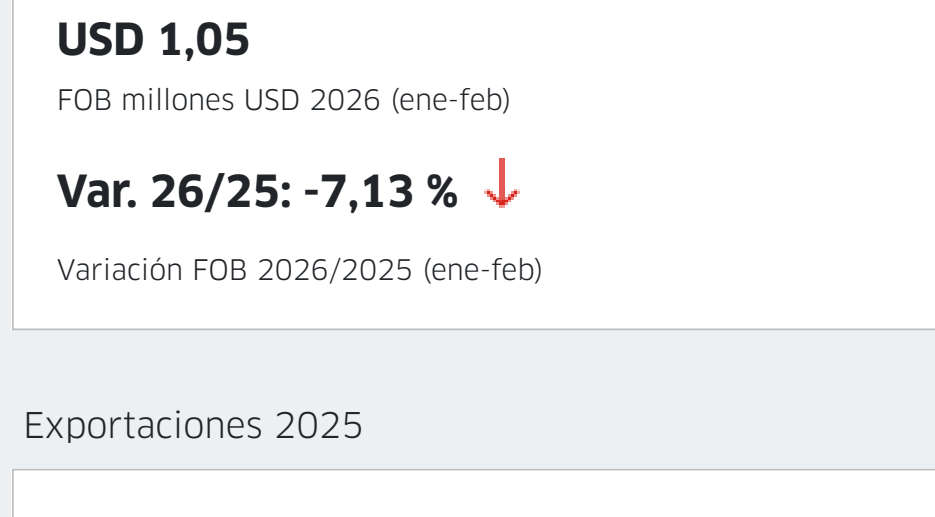 USD 1,05
FOB millones USD 2026 (ene-feb)
Var. 26/25: -7,13 %
Variación FOB 2026/2025 (ene-feb)
Exportaciones 2025